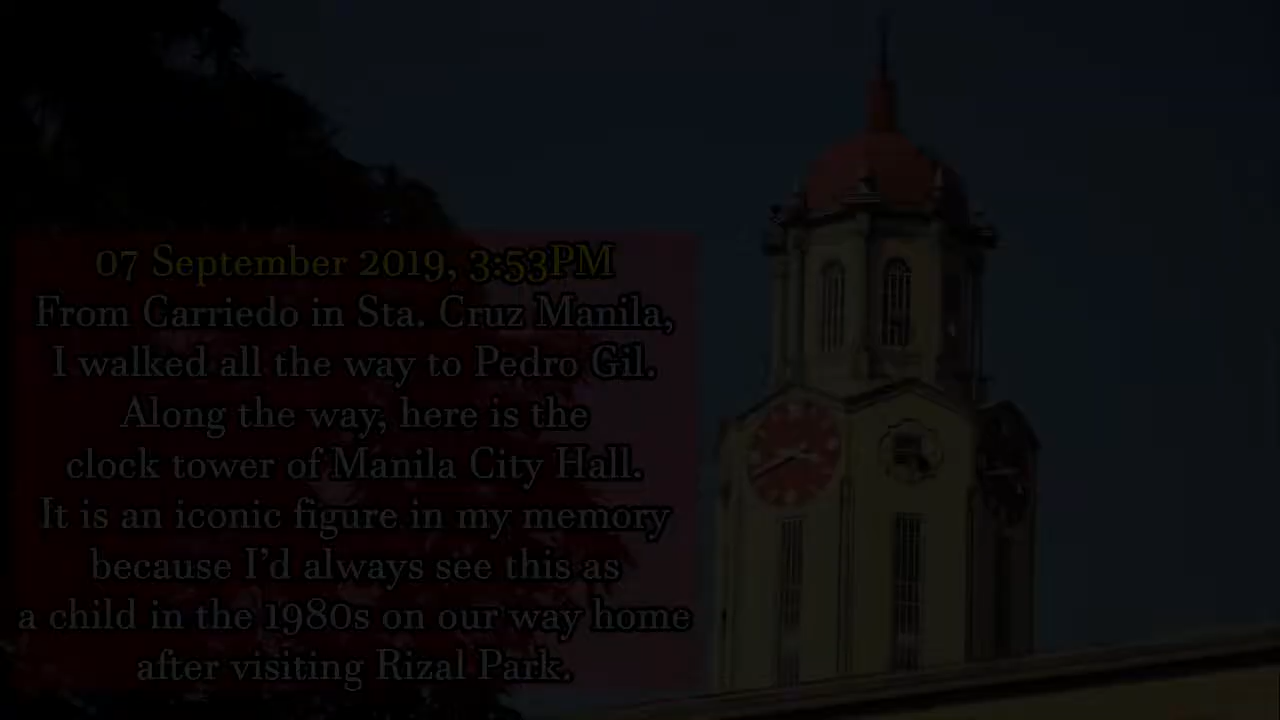 07 September 2019, 3:53PM
From Carriedo in Sta. Cruz Manila,
I walked all the way to Pedro Gil.
Along the way, here is the
clock tower of Manila City Hall.
It is an iconic figure in my memory
because I'd always see this as
a child in the 1980s on our way home
after visiting Rizal Park.